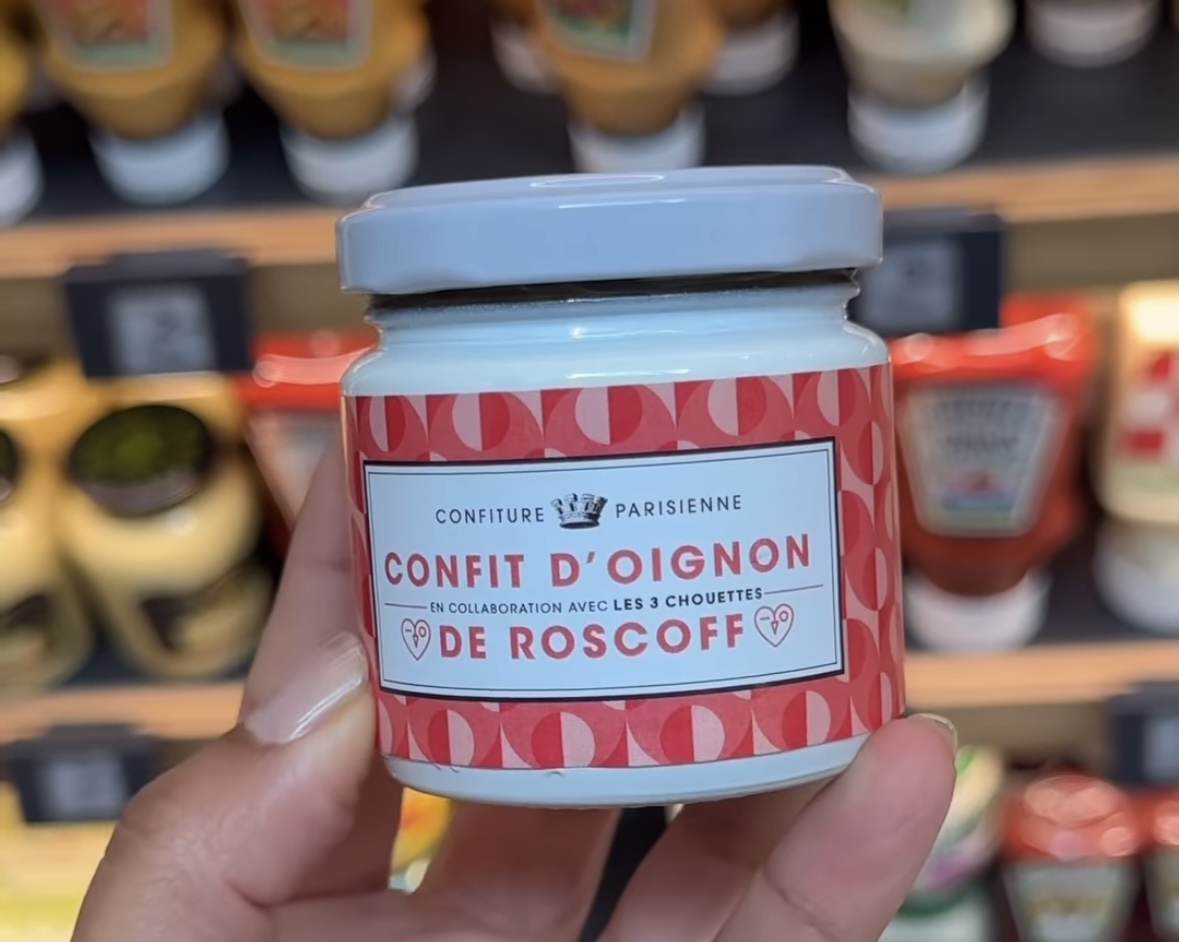 CONFITURE PARISIENNE
CONFIT D'OIGNON
EN COLLABORATION AVEC LES 3 CHOUETTES
DE ROSCOFF